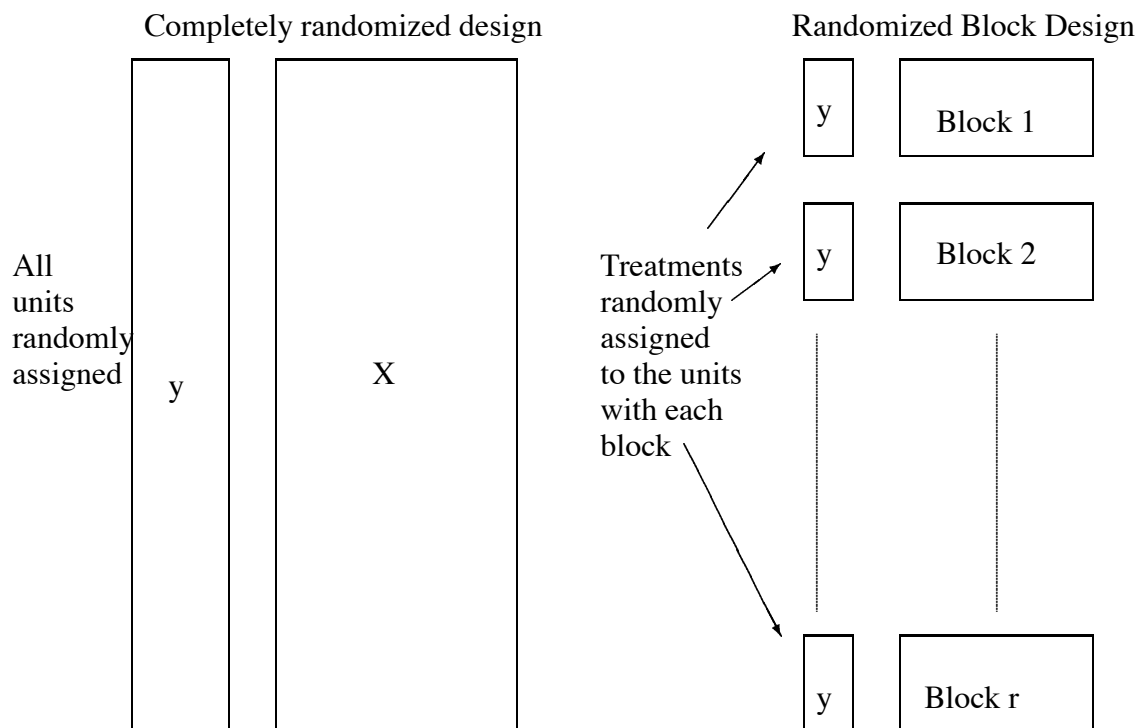 Completely randomized design
All
units
randomly
assigned
y
X
Randomized Block Design
y
Block 1
y
Block 2
Treatments
randomly
assigned
to the units
with each
block
y
Block r